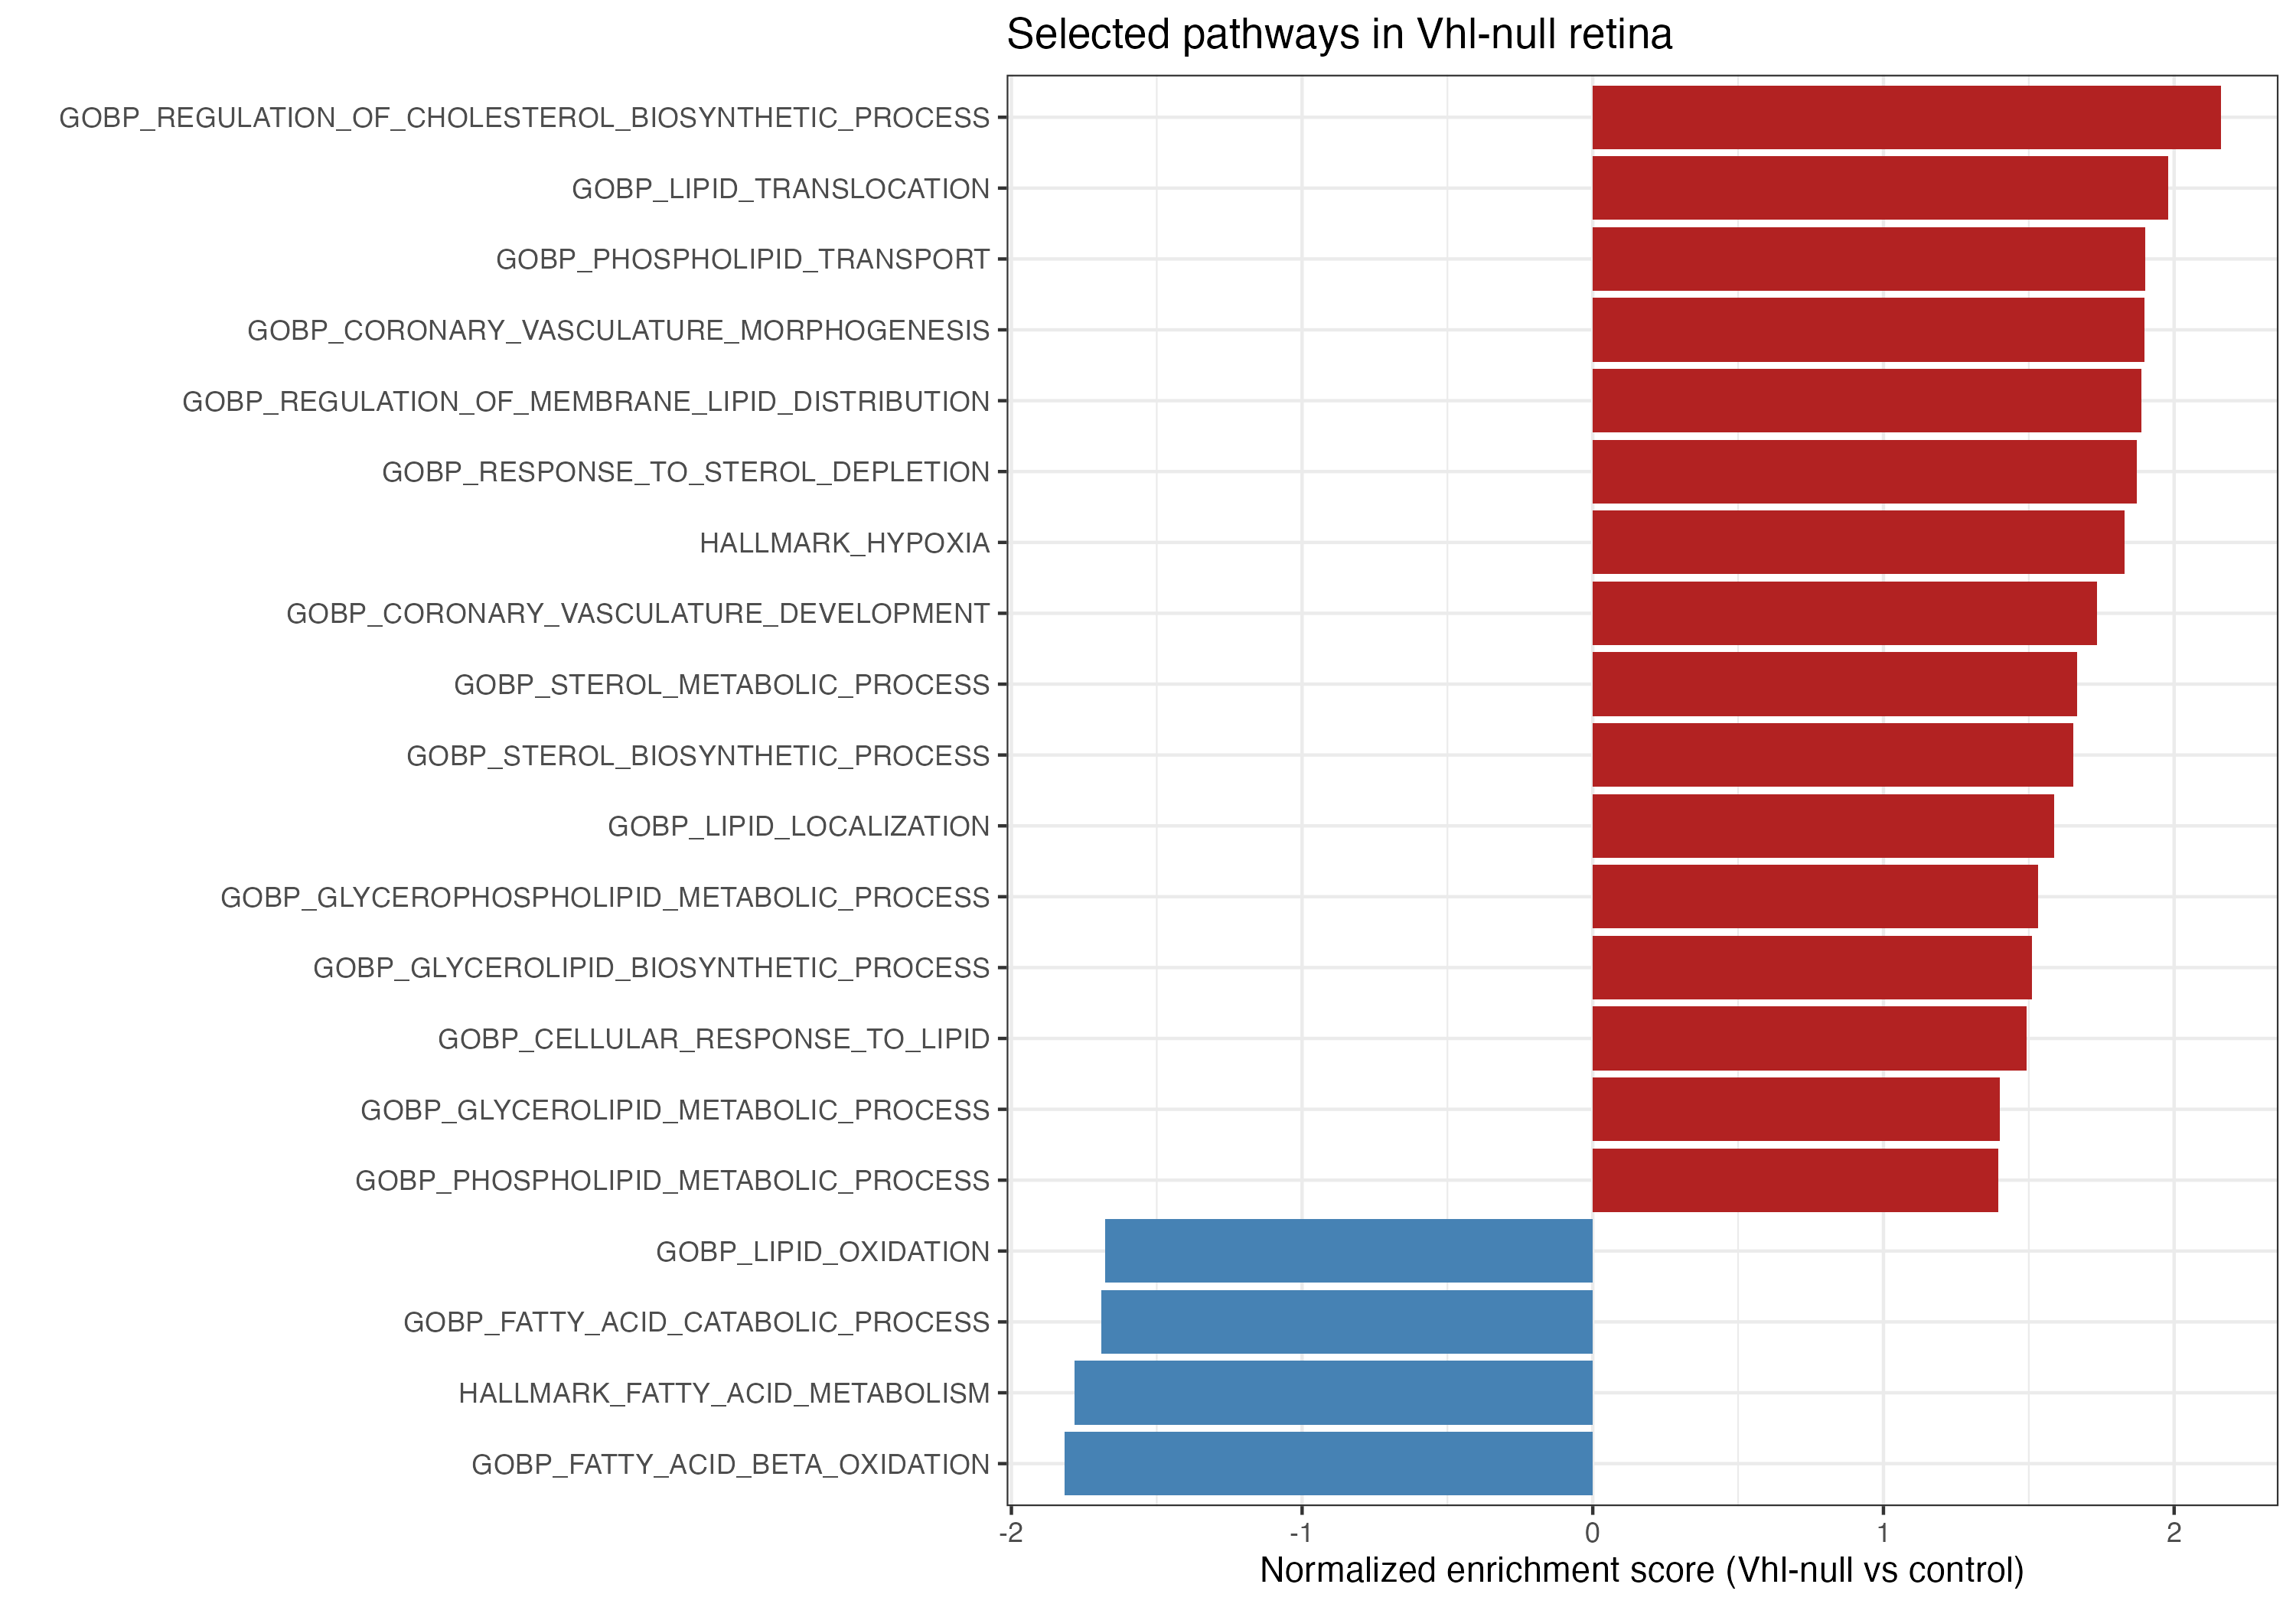 Selected pathways in Vhl-null retina
GOBP_REGULATION_OF_CHOLESTEROL_BIOSYNTHETIC_PROCESS
GOBP_LIPID_TRANSLOCATION
GOBP_PHOSPHOLIPID_TRANSPORT
GOBP_CORONARY_VASCULATURE_MORPHOGENESIS
GOBP_REGULATION_OF_MEMBRANE_LIPID_DISTRIBUTION
GOBP_RESPONSE_TO_STEROL_DEPLETION
HALLMARK_HYPOXIA
GOBP_CORONARY_VASCULATURE_DEVELOPMENT
GOBP_STEROL_METABOLIC_PROCESS
GOBP_STEROL_BIOSYNTHETIC_PROCESS
GOBP_LIPID_LOCALIZATION
GOBP_GLYCEROPHOSPHOLIPID_METABOLIC_PROCESS
GOBP_GLYCEROLIPID_BIOSYNTHETIC_PROCESS
GOBP_CELLULAR_RESPONSE_TO_LIPID
GOBP_GLYCEROLIPID_METABOLIC_PROCESS
GOBP_PHOSPHOLIPID_METABOLIC_PROCESS
GOBP_LIPID_OXIDATION
GOBP_FATTY_ACID_CATABOLIC_PROCESS
HALLMARK_FATTY_ACID_METABOLISM
GOBP_FATTY_ACID_BETA_OXIDATION
-2 -1 0 1 2
Normalized enrichment score (Vhl-null vs control)